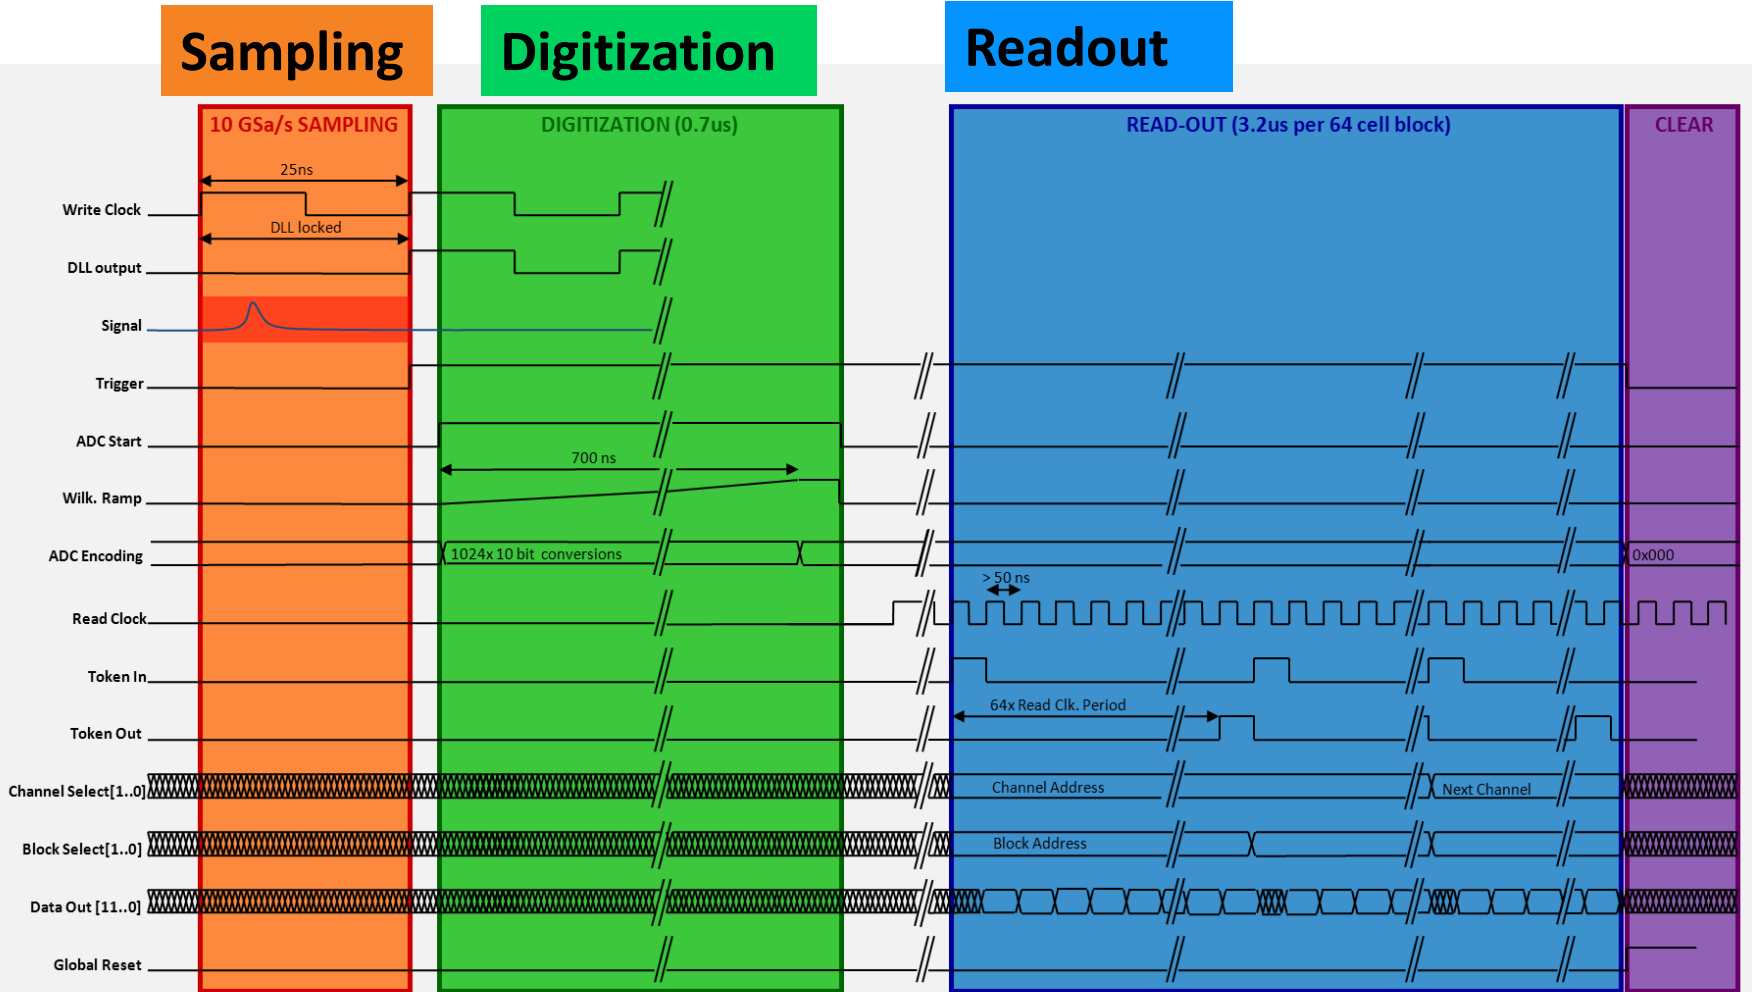 Sampling
Digitization
Readout
10 GSa/s SAMPLING
DIGITIZATION (0.7us)
READ-OUT (3.2us per 64 cell block)
CLEAR
25ns
Write Clock
DLL locked
DLL output
Signal
Trigger
ADC Start
700 ns
Wilk. Ramp
ADC Encoding
1024x 10 bit conversions
0x000
> 50 ns
Read Clock
Token In
64x Read Clk. Period
Token Out
Channel Select[1..0]
Channel Address
Next Channel
Block Select[1..0]
Block Address
Data Out [11..0]
Global Reset